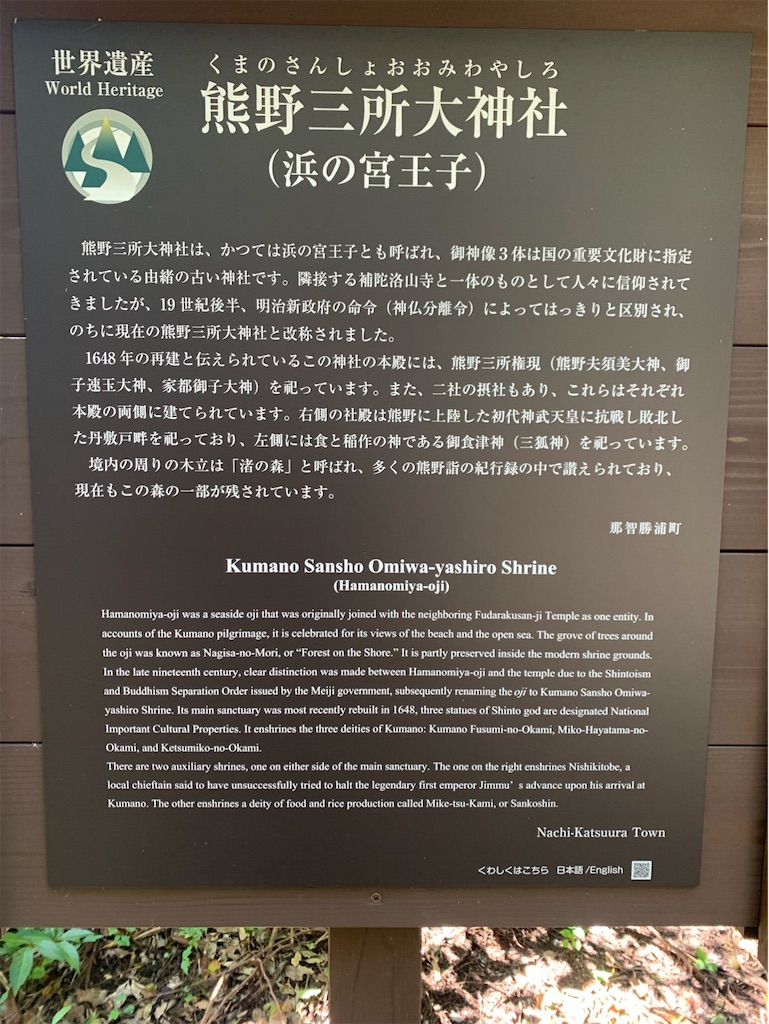 世界遺産
World Heritage
くまのさんしょおおみわやしろ
熊野三所大神社
（浜の宮王子）
熊野三所大神社は、かつては浜の宮王子とも呼ばれ、御神像３体は国の重要文化財に指定
されている由緒の古い神社です。隣接する補陀洛山寺と一体のものとして人々に信仰されて
きましたが、19世紀後半、明治新政府の命令（神仏分離令）によってはっきりと区別され、
のちに現在の熊野三所大神社と改称されました。
1648年の再建と伝えられているこの神社の本殿には、熊野三所権現（熊野夫須美大神、御
子速玉大神、家都御子大神）を祀っています。また、二社の摂社もあり、これらはそれぞれ
本殿の両側に建てられています。右側の社殿は熊野に上陸した初代神武天皇に抗戦し敗北し
た丹敷戸畔を祀っており、左側には食と稲作の神である御食津神（三狐神）を祀っています。
境内の周りの木立は「渚の森」と呼ばれ、多くの熊野詣の紀行録の中で讃えられており、
現在もこの森の一部が残されています。
那智勝浦町
Kumano Sansho Omiwa-yashiro Shrine
(Hamanomiya-oji)
Hamanomiya-oji was a seaside oji that was originally joined with the neighboring Fudarakusan-ji Temple as one entity. In
accounts of the Kumano pilgrimage, it is celebrated for its views of the beach and the open sea. The grove of trees around
the oji was known as Nagisa-no-Mori, or “Forest on the Shore.” It is partly preserved inside the modern shrine grounds.
In the late nineteenth century, clear distinction was made between Hamanomiya-oji and the temple due to the Shintoism
and Buddhism Separation Order issued by the Meiji government, subsequently renaming the oji to Kumano Sansho Omiwa-
yashiro Shrine. Its main sanctuary was most recently rebuilt in 1648, three statues of Shinto god are designated National
Important Cultural Properties. It enshrines the three deities of Kumano: Kumano Fusumi-no-Okami, Miko-Hayatama-no-
Okami, and Ketsumiko-no-Okami.
There are two auxiliary shrines, one on either side of the main sanctuary. The one on the right enshrines Nishikitobe, a
local chieftain said to have unsuccessfully tried to halt the legendary first emperor Jimmu’s advance upon his arrival at
Kumano. The other enshrines a deity of food and rice production called Mike-tsu-Kami, or Sankoshin.
Nachi-Katsuura Town
くわしくはこちら 日本語/English